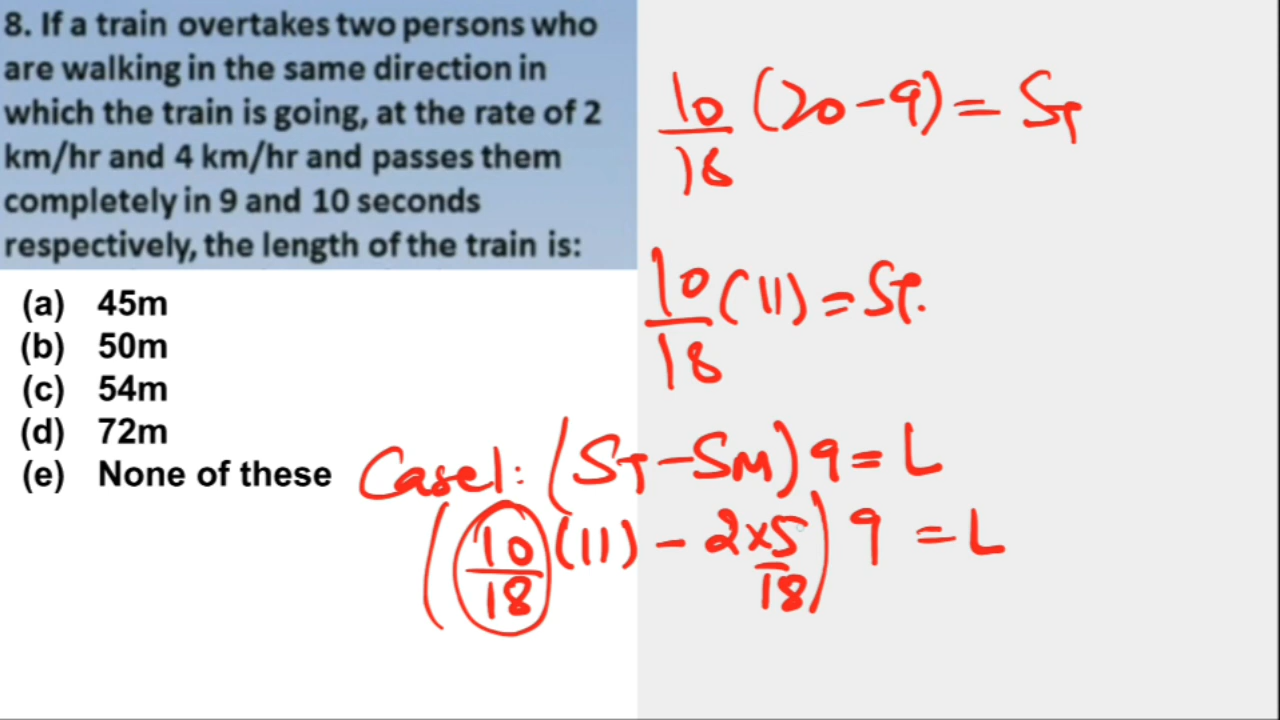 8. If a train overtakes two persons who
are walking in the same direction in
which the train is going, at the rate of 2
km/hr and 4 km/hr and passes them
completely in 9 and 10 seconds
respectively, the length of the train is:
(a) 45m
(b) 50m
(c) 54m
(d) 72m
(e) None of these
10/18 (20-9) = ST
10/18 (11) = ST.
Case1: (ST-SM) 9 = L
(10/18 (11) - 2×5/18) 9 = L